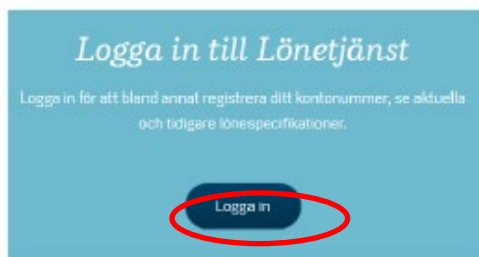 Logga in till Lönetjänst
Logga in för att bland annat registrera ditt kontonummer, se aktuella
och tidigare lönespecifikationer.
Logga in